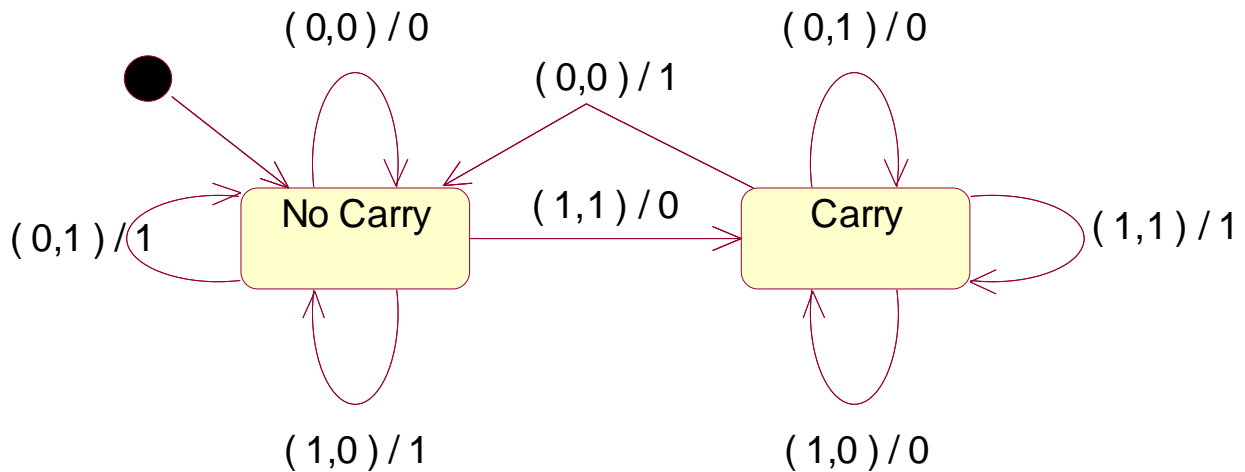 ( 0,0 ) / 0
( 0,1 ) / 0
( 0,0 ) / 1
No Carry
( 1,1 ) / 0
Carry
( 0,1 ) / 1
( 1,1 ) / 1
( 1,0 ) / 1
( 1,0 ) / 0